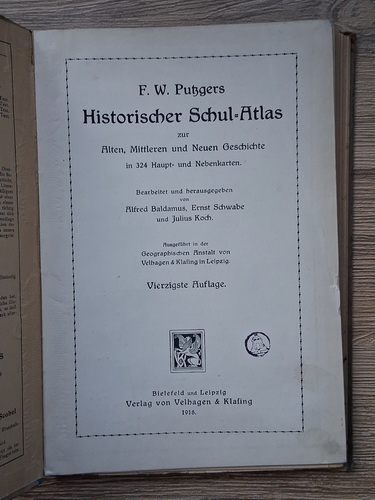 F. W. Putzgers
Historischer Schul-Atlas
zur
Alten, Mittleren und Neuen Geschichte
in 324 Haupt- und Nebenkarten.
Bearbeitet und herausgegeben
von
Alfred Baldamus, Ernst Schwabe
und Julius Koch.
Ausgeführt in der
Geographischen Anstalt von
Velhagen & Klasing in Leipzig.
Vierzigste Auflage.
Bielefeld und Leipzig
Verlag von Velhagen & Klasing
1918.